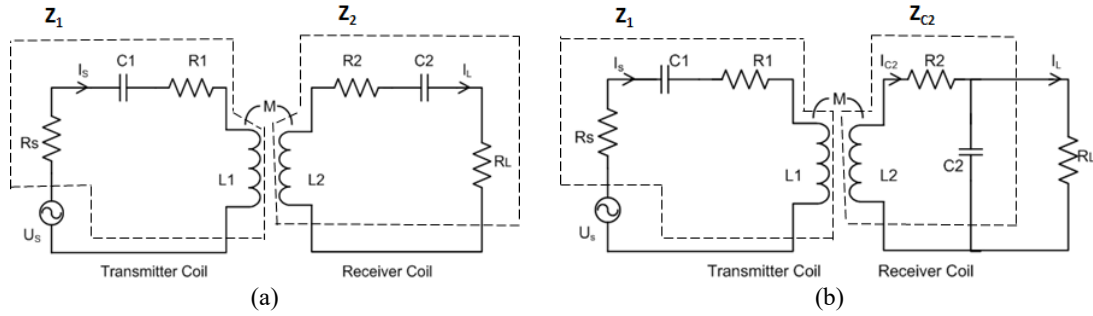 Z1 Z2
IS C1 R1 R2 C2 IL
M
RS L1 L2 RL
US
Transmitter Coil Receiver Coil
(a)
Z1 ZC2
Is C1 R1 IC2 R2 IL
M
Rs L1 L2 C2 RL
Us
Transmitter Coil Receiver Coil
(b)